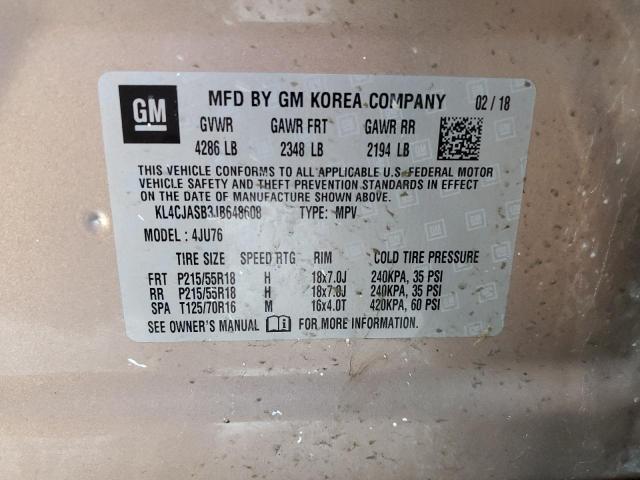 GM MFD BY GM KOREA COMPANY 02/18
GVWR GAWR FRT GAWR RR
4286 LB 2348 LB 2194 LB
THIS VEHICLE CONFORMS TO ALL APPLICABLE U.S. FEDERAL MOTOR
VEHICLE SAFETY AND THEFT PREVENTION STANDARDS IN EFFECT
ON THE DATE OF MANUFACTURE SHOWN ABOVE.
KL4CJASB3JB648608 TYPE: MPV
MODEL: 4JU76
TIRE SIZE SPEED RTG RIM COLD TIRE PRESSURE
FRT P215/55R18 H 18x7.0J 240KPA, 35 PSI
RR P215/55R18 H 18x7.0J 240KPA, 35 PSI
SPA T125/70R16 M 16x4.0T 420KPA, 60 PSI
SEE OWNER'S MANUAL FOR MORE INFORMATION.